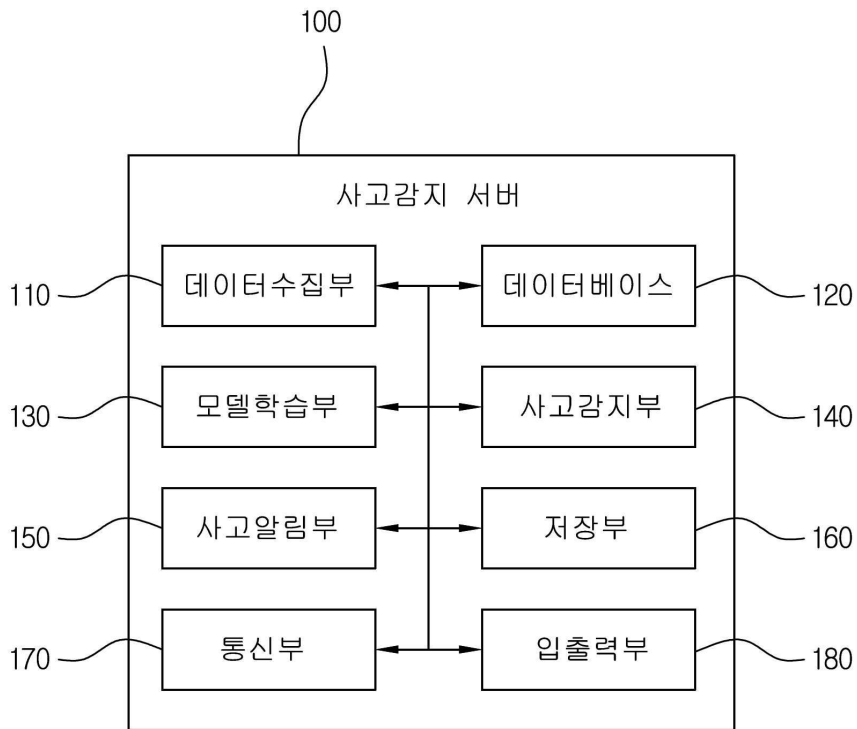 100
사고감지 서버
110 데이터수집부 데이터베이스 120
130 모델학습부 사고감지부 140
150 사고알림부 저장부 160
170 통신부 입출력부 180